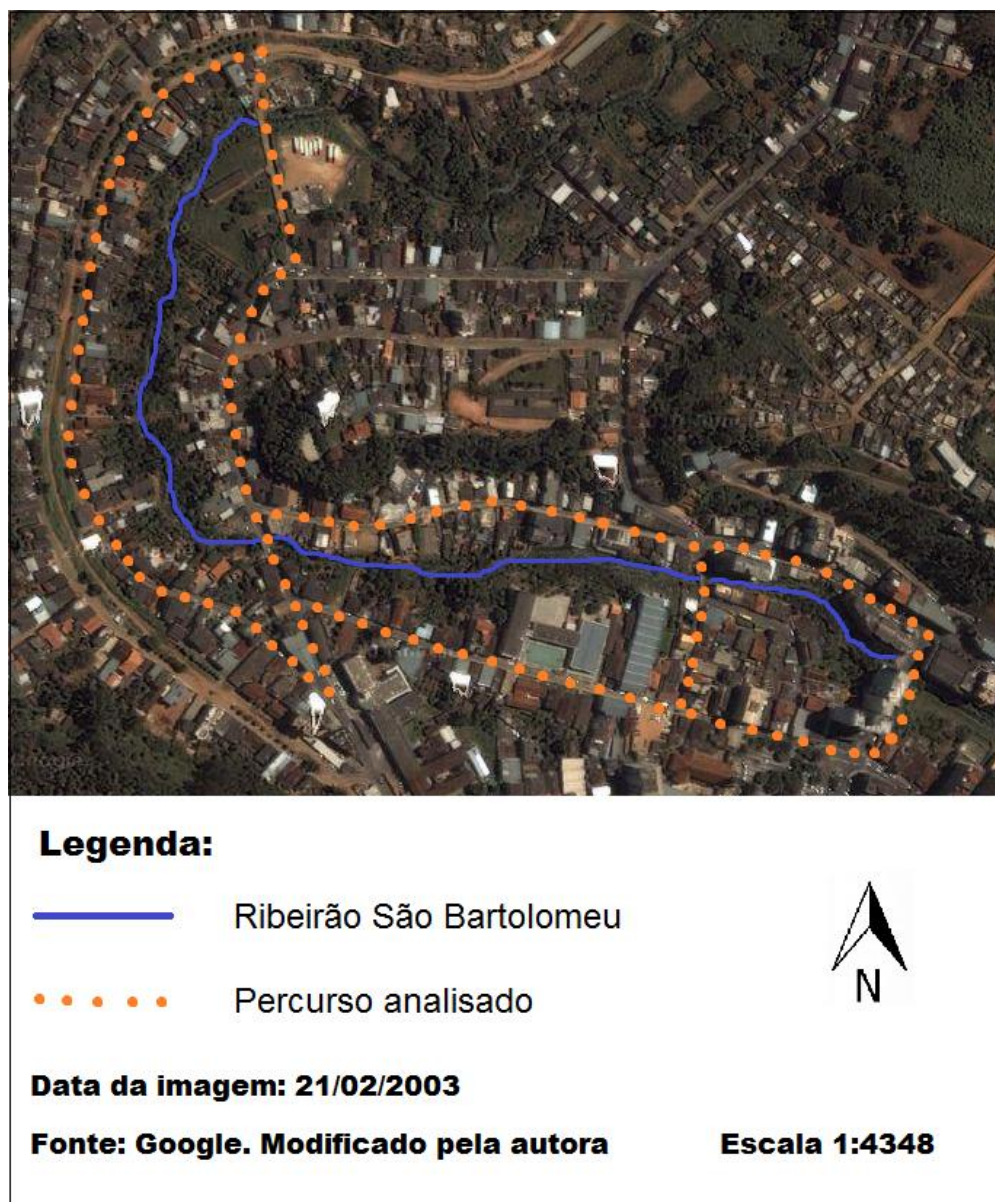 Legenda:
Ribeirão São Bartolomeu
Percurso analisado
N
Data da imagem: 21/02/2003
Fonte: Google. Modificado pela autora
Escala 1:4348